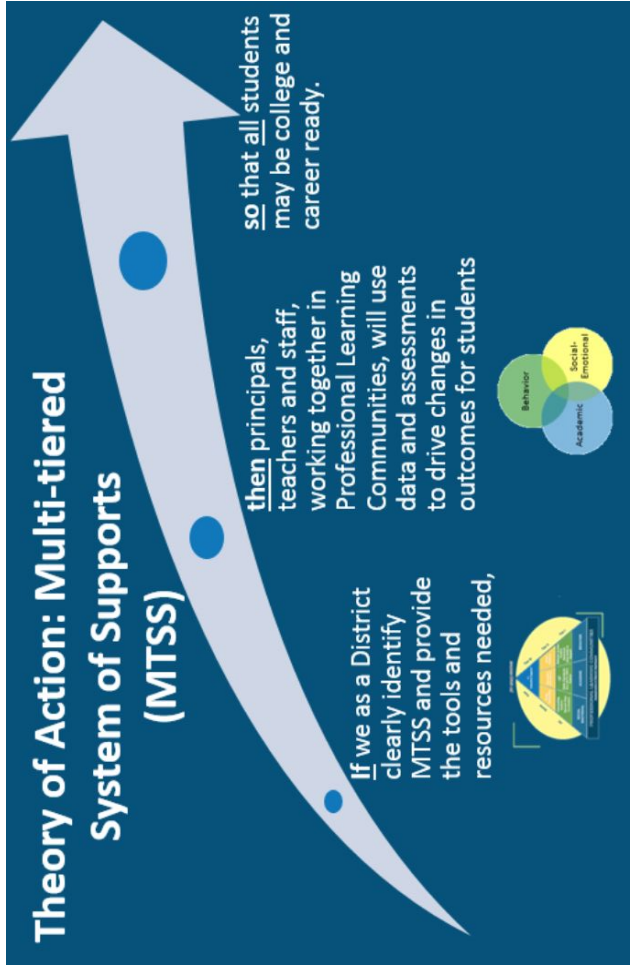 Theory of Action: Multi-tiered
System of Supports
(MTSS)
If we as a District
clearly identify
MTSS and provide
the tools and
resources needed,
then principals,
teachers and staff,
working together in
Professional Learning
Communities, will use
data and assessments
to drive changes in
outcomes for students
so that all students
may be college and
career ready.
Behavior
Academic
Social-
Emotional
PROFESSIONAL LEARNING COMMUNITIES